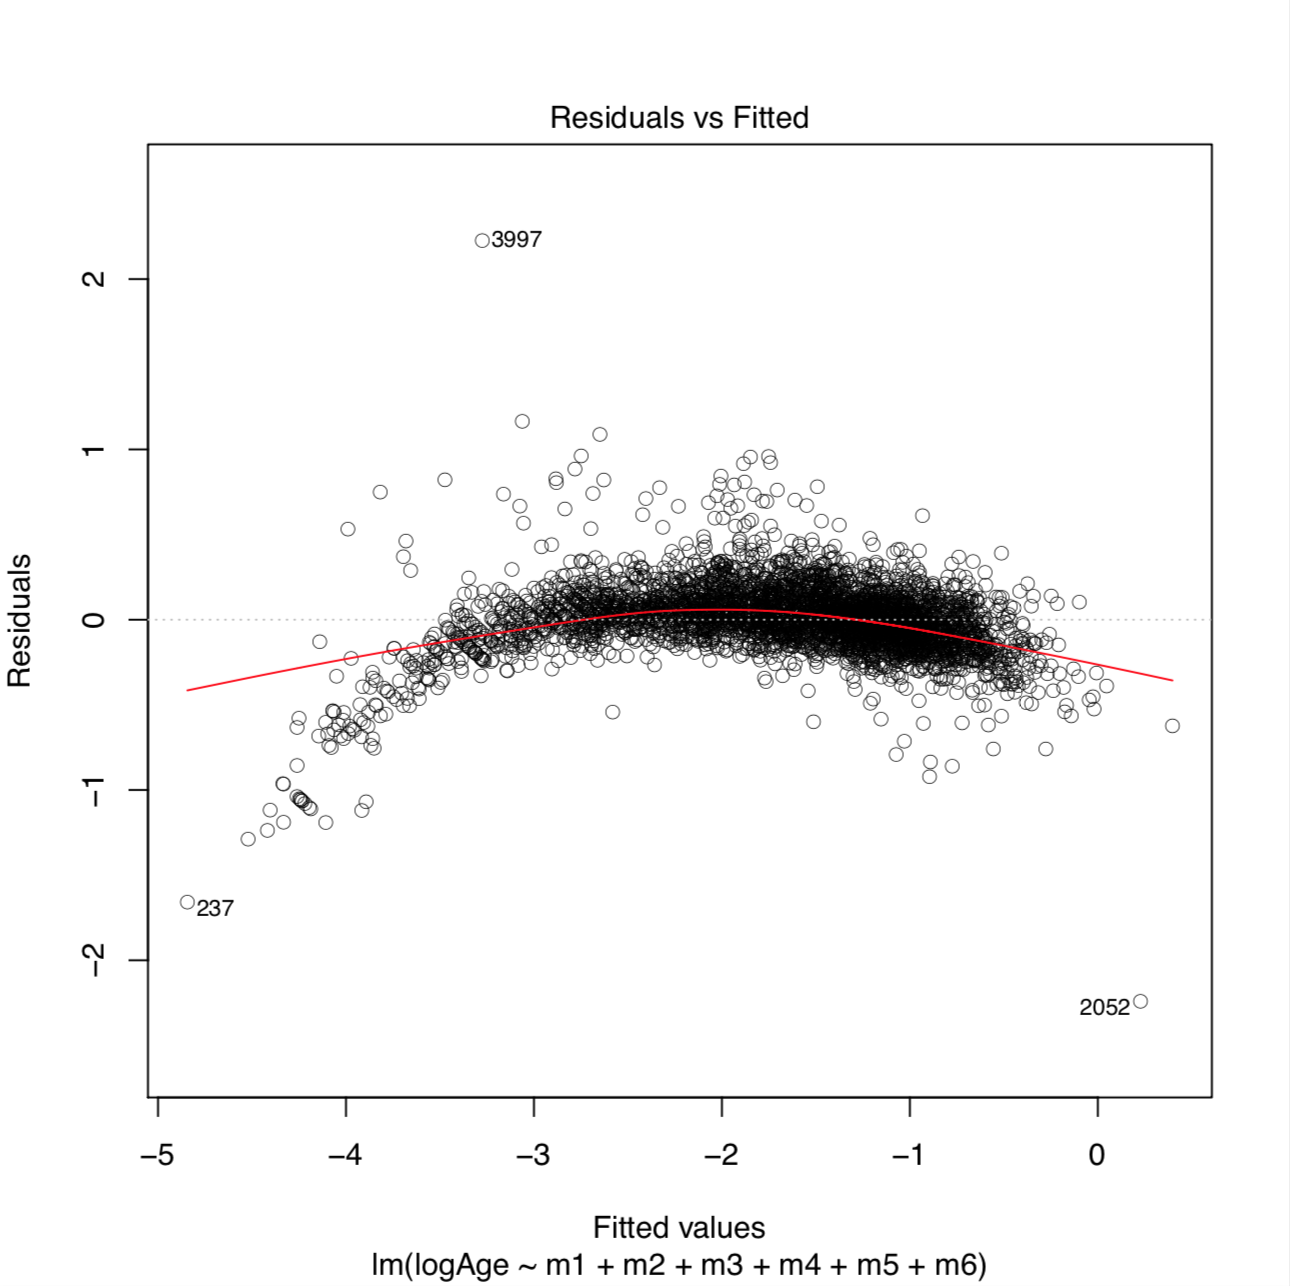 Residuals vs Fitted
3997
2
1
0
−1
−2
Residuals
237
2052
−5 −4 −3 −2 −1 0
Fitted values
lm(logAge ~ m1 + m2 + m3 + m4 + m5 + m6)